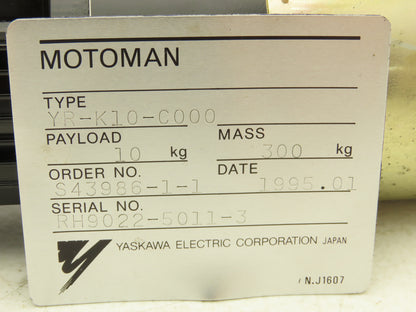 MOTOMAN
TYPE
YR-K10-C000
PAYLOAD MASS
10 kg 300 kg
ORDER NO. DATE
S43986-1-1 1995.01
SERIAL NO.
RH9022-5011-3
YASKAWA ELECTRIC CORPORATION JAPAN
N.J1607